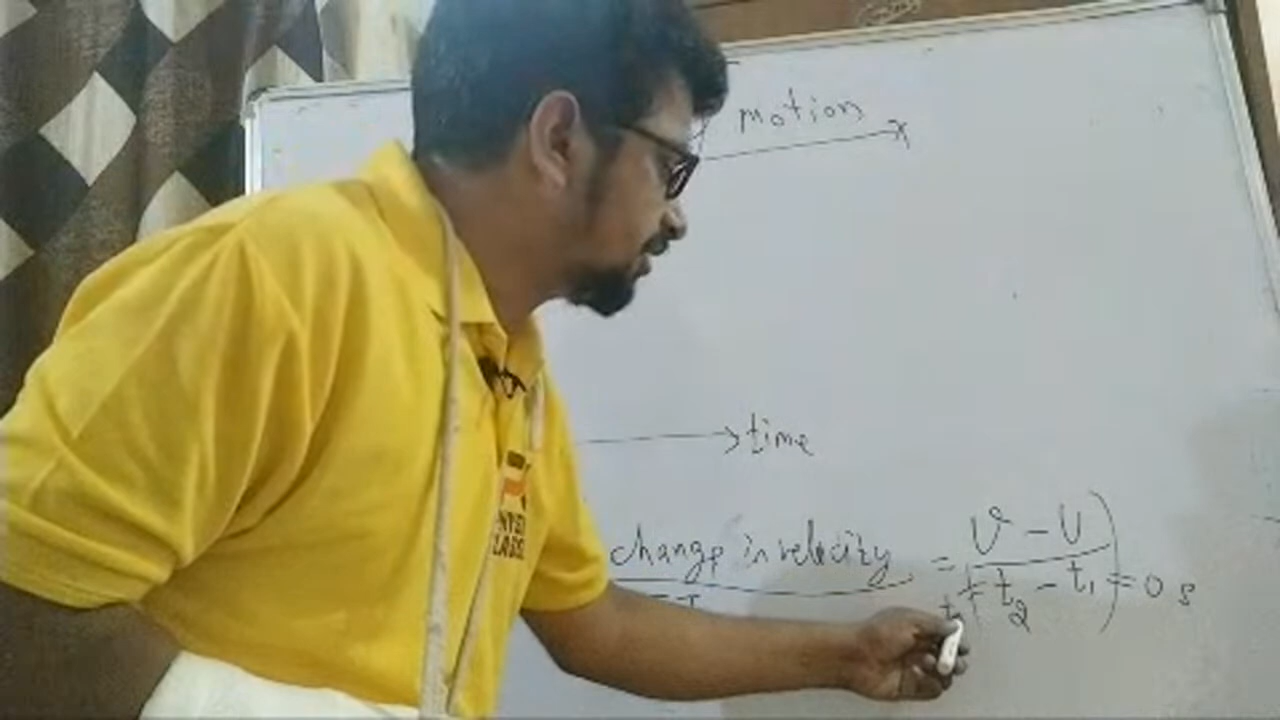 motion
time
change in velocity = v - u
t2 - t1 = 0 s